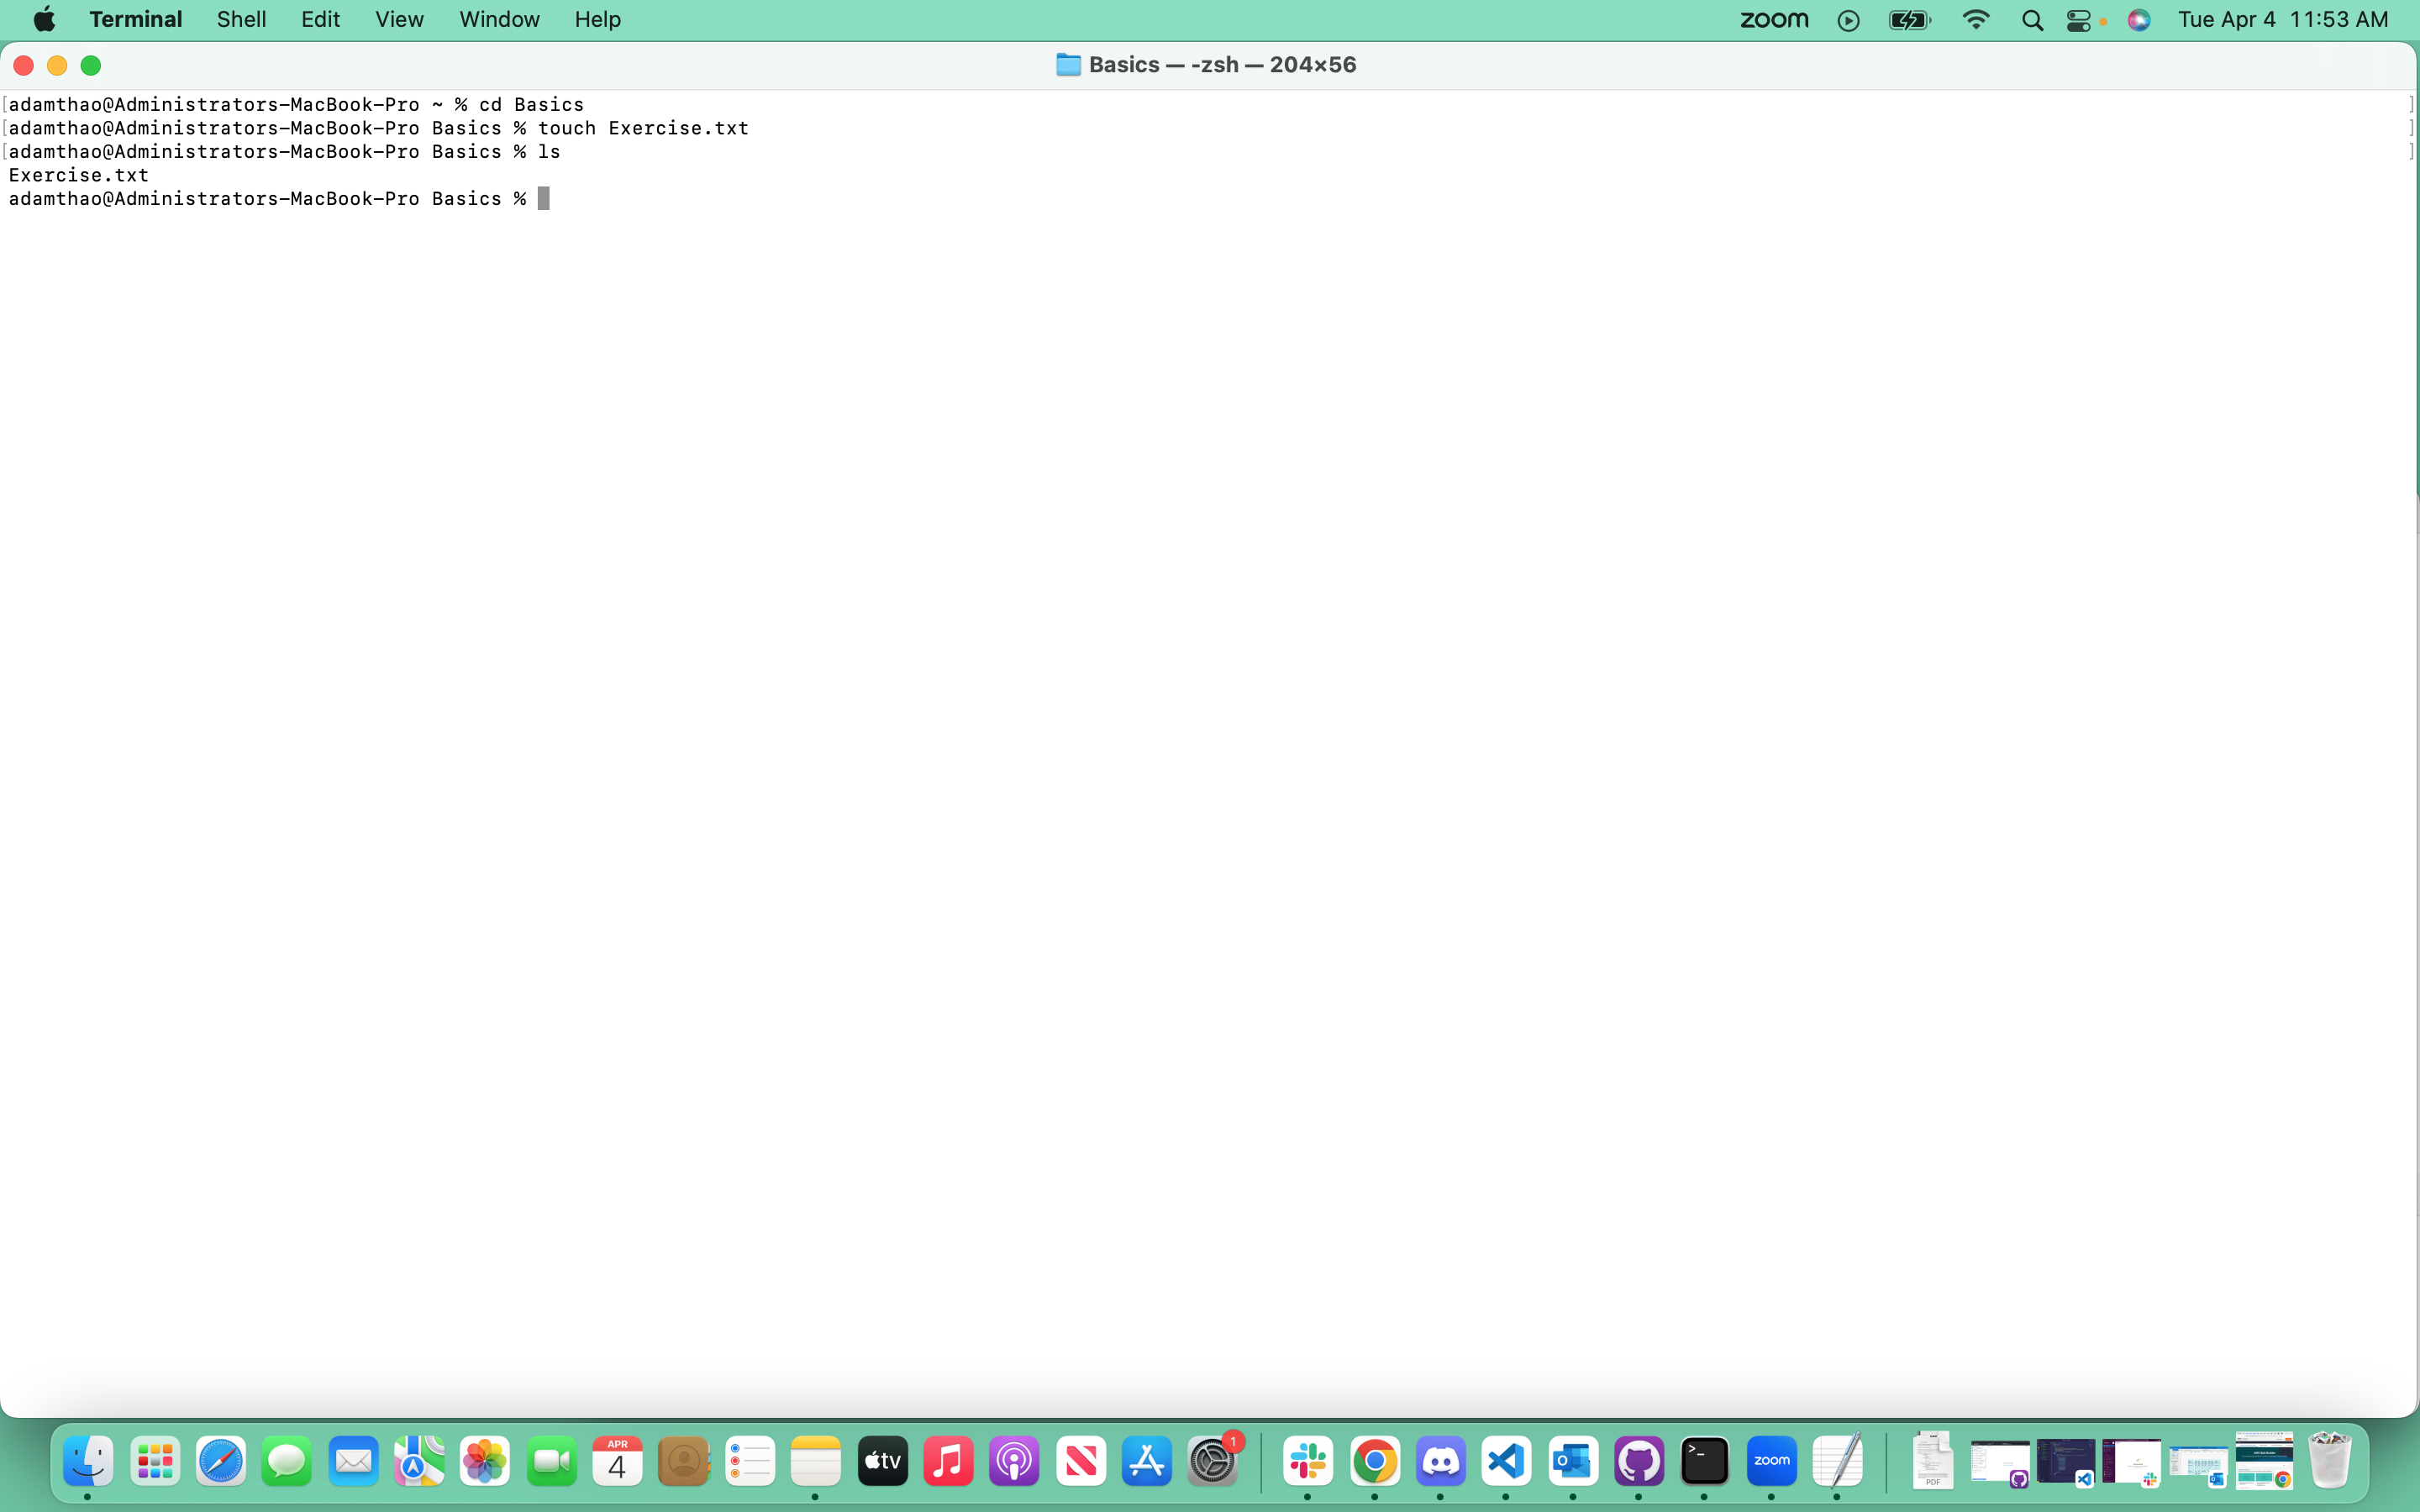 Terminal Shell Edit View Window Help zoom Tue Apr 4 11:53 AM
Basics — -zsh — 204×56
[adamthao@Administrators-MacBook-Pro ~ % cd Basics ]
[adamthao@Administrators-MacBook-Pro Basics % touch Exercise.txt ]
[adamthao@Administrators-MacBook-Pro Basics % ls ]
Exercise.txt
adamthao@Administrators-MacBook-Pro Basics %
APR
4
tv
1
>_
zoom
PDF